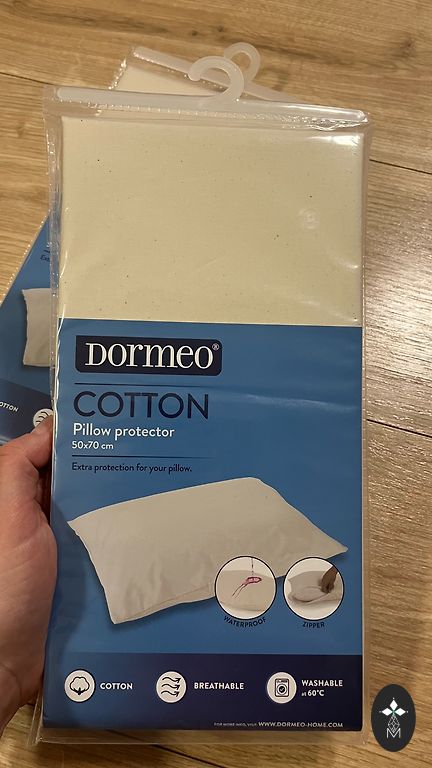 DORMEO®
COTTON
Pillow protector
50x70 cm
Extra protection for your pillow.
WATERPROOF
ZIPPER
COTTON
BREATHABLE
WASHABLE
at 60°C
FOR MORE INFO, VISIT: WWW.DORMEO-HOME.COM
OTTON
M